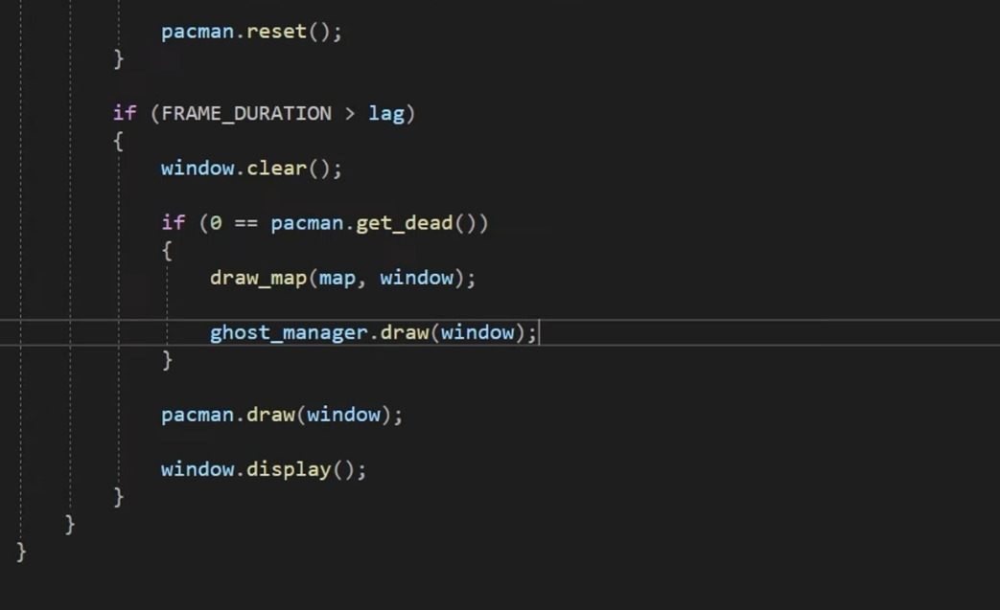 pacman.reset();
}
if (FRAME_DURATION > lag)
{
window.clear();
if (0 == pacman.get_dead())
{
draw_map(map, window);
ghost_manager.draw(window);
}
pacman.draw(window);
window.display();
}
}
}